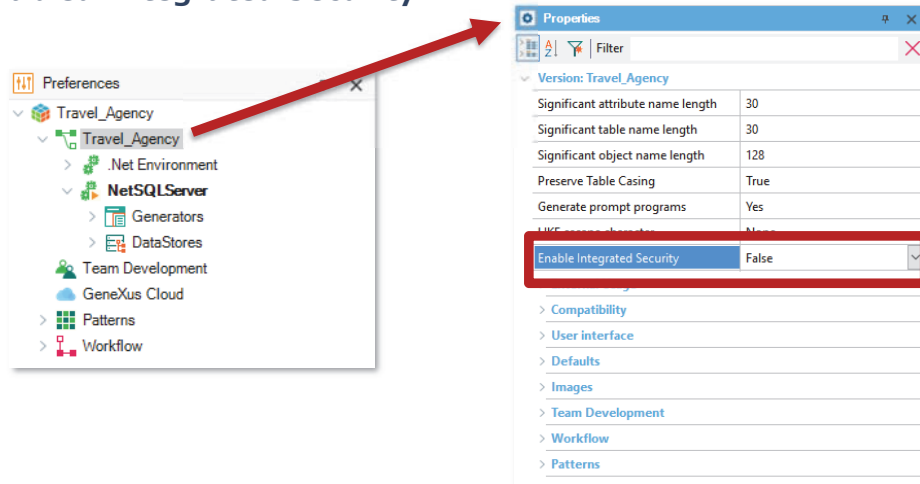 Integrated Security
Preferences
Travel_Agency
Travel_Agency
.Net Environment
NetSQLServer
Generators
DataStores
Team Development
GeneXus Cloud
Patterns
Workflow
Properties
Filter
Version: Travel_Agency
Significant attribute name length 30
Significant table name length 30
Significant object name length 128
Preserve Table Casing True
Generate prompt programs Yes
Enable Integrated Security False
Compatibility
User interface
Defaults
Images
Team Development
Workflow
Patterns